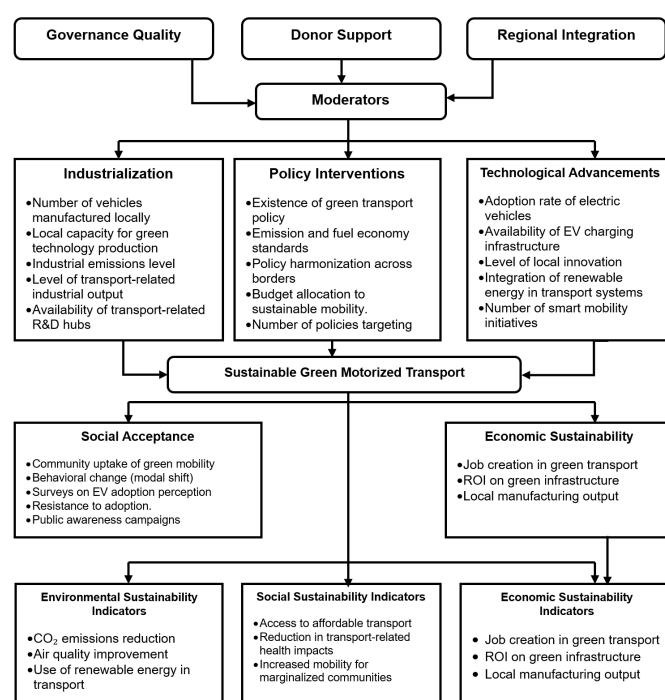 Governance Quality
Donor Support
Regional Integration
Moderators
Industrialization
•Number of vehicles
manufactured locally
•Local capacity for green
technology production
•Industrial emissions level
•Level of transport-related
industrial output
•Availability of transport-related
R&D hubs
Policy Interventions
•Existence of green transport
policy
•Emission and fuel economy
standards
•Policy harmonization across
borders
•Budget allocation to
sustainable mobility.
•Number of policies targeting
Technological Advancements
•Adoption rate of electric
vehicles
•Availability of EV charging
infrastructure
•Level of local innovation
•Integration of renewable
energy in transport systems
•Number of smart mobility
initiatives
Sustainable Green Motorized Transport
Social Acceptance
•Community uptake of green mobility
•Behavioral change (modal shift)
•Surveys on EV adoption perception
•Resistance to adoption.
•Public awareness campaigns
Economic Sustainability
•Job creation in green transport
•ROI on green infrastructure
•Local manufacturing output
Environmental Sustainability
Indicators
•CO₂ emissions reduction
•Air quality improvement
•Use of renewable energy in
transport
Social Sustainability Indicators
•Access to affordable transport
•Reduction in transport-related
health impacts
•Increased mobility for
marginalized communities
Economic Sustainability
Indicators
• Job creation in green transport
• ROI on green infrastructure
• Local manufacturing output